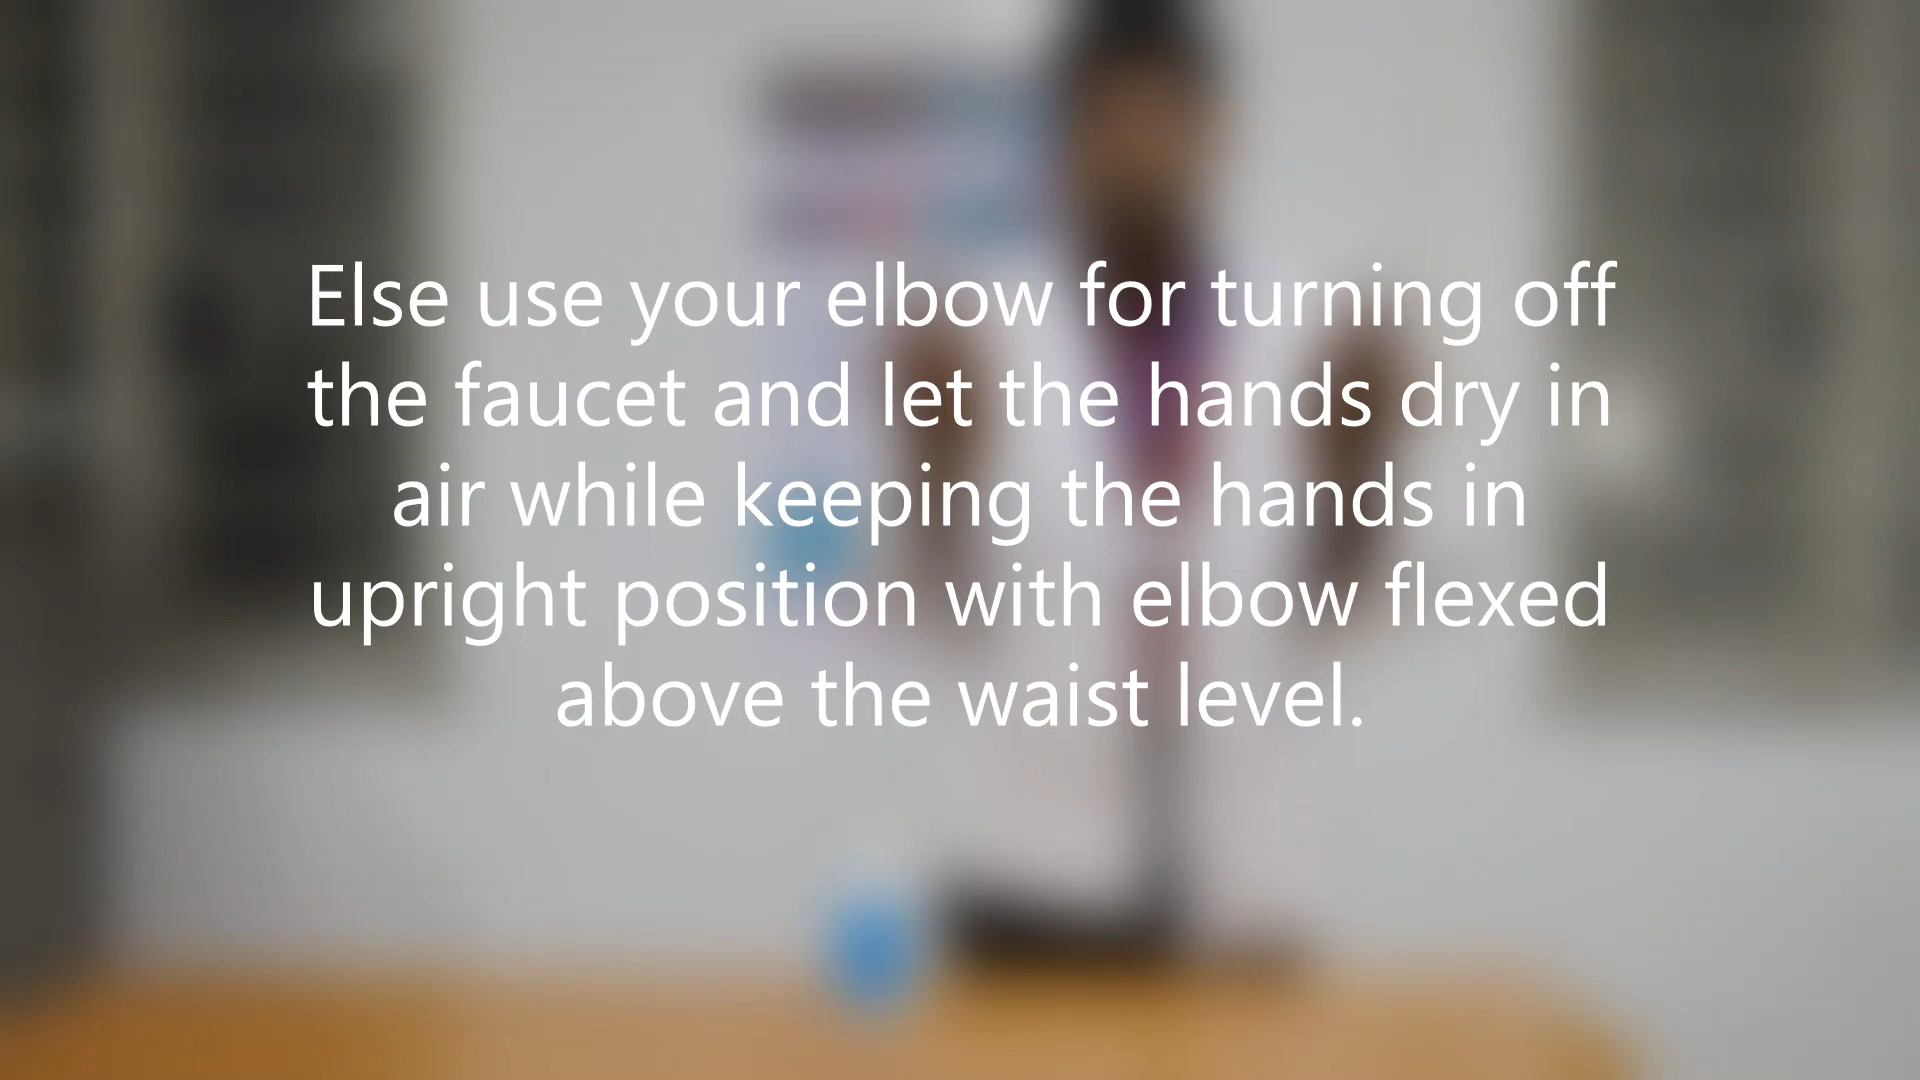 Else use your elbow for turning off
the faucet and let the hands dry in
air while keeping the hands in
upright position with elbow flexed
above the waist level.